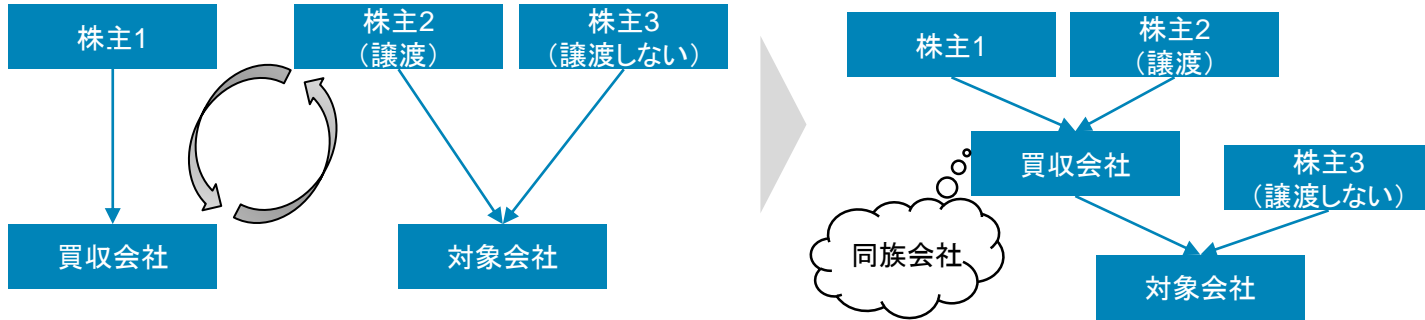 株主1
株主2
（譲渡）
株主3
（譲渡しない）
買収会社
対象会社
株主1
株主2
（譲渡）
買収会社
株主3
（譲渡しない）
同族会社
対象会社